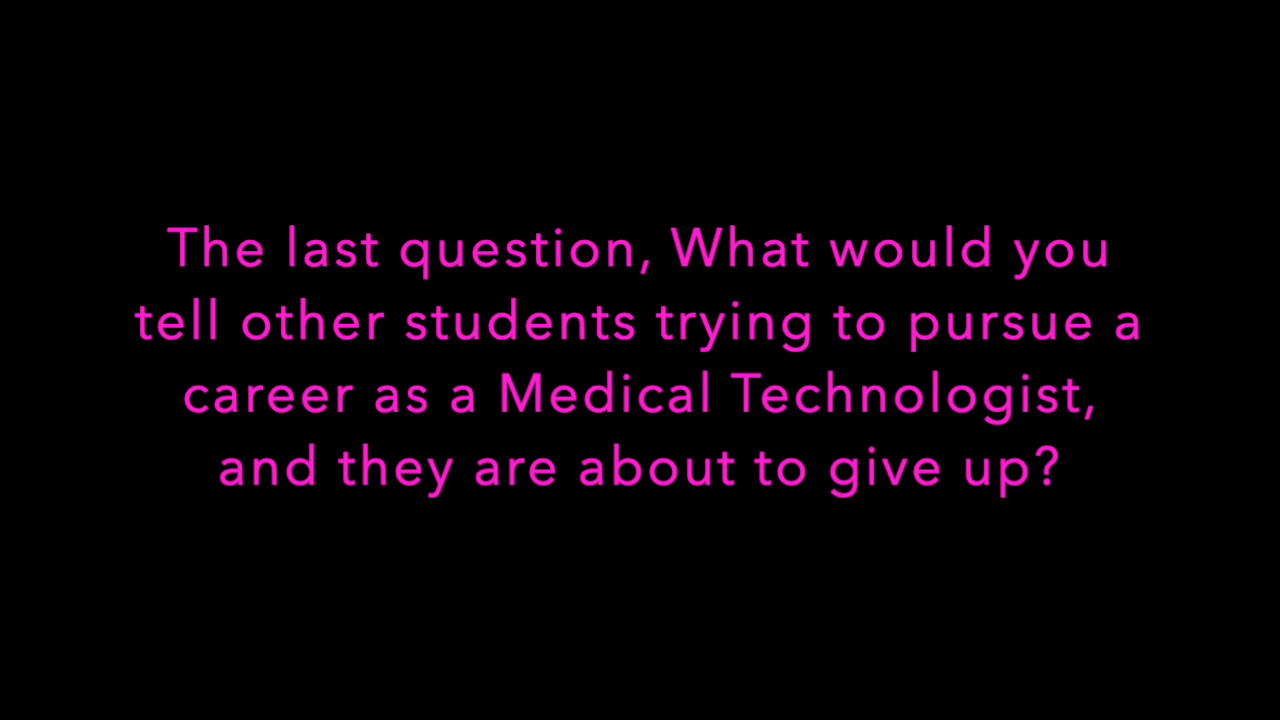 The last question, What would you
tell other students trying to pursue a
career as a Medical Technologist,
and they are about to give up?